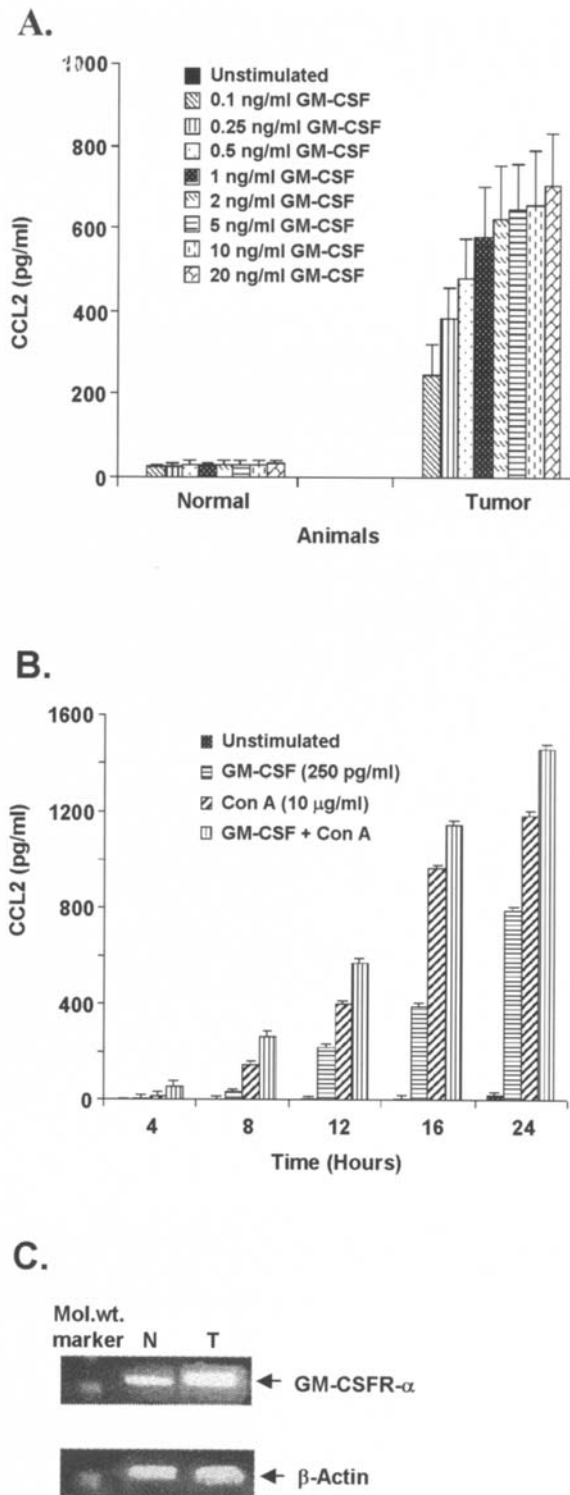 A.
1000
800
600
400
200
0
CCL2 (pg/ml)
Unstimulated
0.1 ng/ml GM-CSF
0.25 ng/ml GM-CSF
0.5 ng/ml GM-CSF
1 ng/ml GM-CSF
2 ng/ml GM-CSF
5 ng/ml GM-CSF
10 ng/ml GM-CSF
20 ng/ml GM-CSF
Normal Tumor
Animals
B.
1600
1200
800
400
0
CCL2 (pg/ml)
Unstimulated
GM-CSF (250 pg/ml)
Con A (10 µg/ml)
GM-CSF + Con A
4 8 12 16 24
Time (Hours)
C.
Mol.wt.
marker N T
GM-CSFR-α
β-Actin